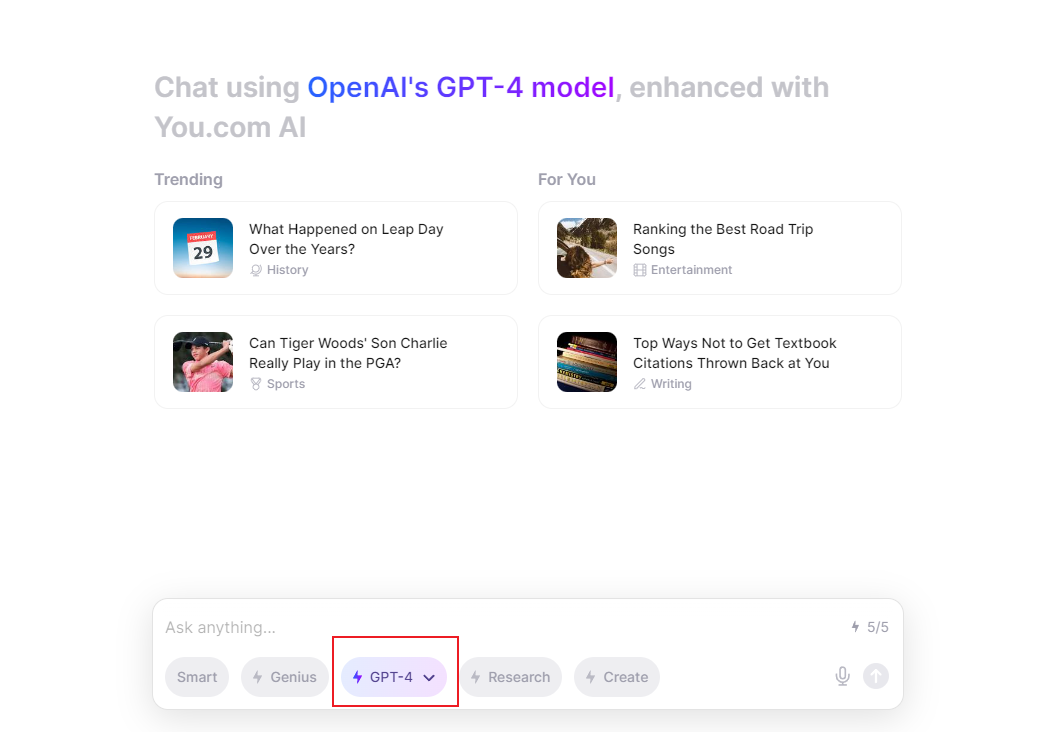 Chat using OpenAI's GPT-4 model, enhanced with
You.com AI
Trending
For You
What Happened on Leap Day
Over the Years?
History
Ranking the Best Road Trip
Songs
Entertainment
FEBRUARY
29
Can Tiger Woods' Son Charlie
Really Play in the PGA?
Sports
Top Ways Not to Get Textbook
Citations Thrown Back at You
Writing
Ask anything...
5/5
Smart
Genius
GPT-4
Research
Create